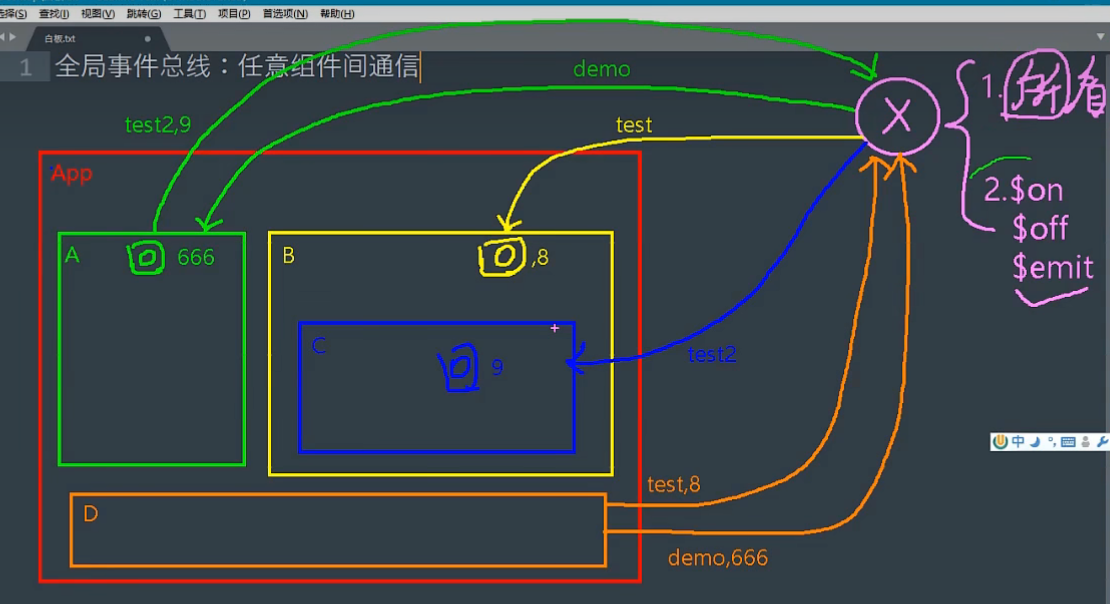 选择(S) 查找(I) 视图(V) 跳转(G) 工具(T) 项目(P) 首选项(N) 帮助(H)
白板.txt
1 全局事件总线：任意组件间通信
demo
test2,9
test
X
1.所有看
App
2.$on
$off
$emit
A 666
B ,8
C 9
test2
中
test,8
D
demo,666